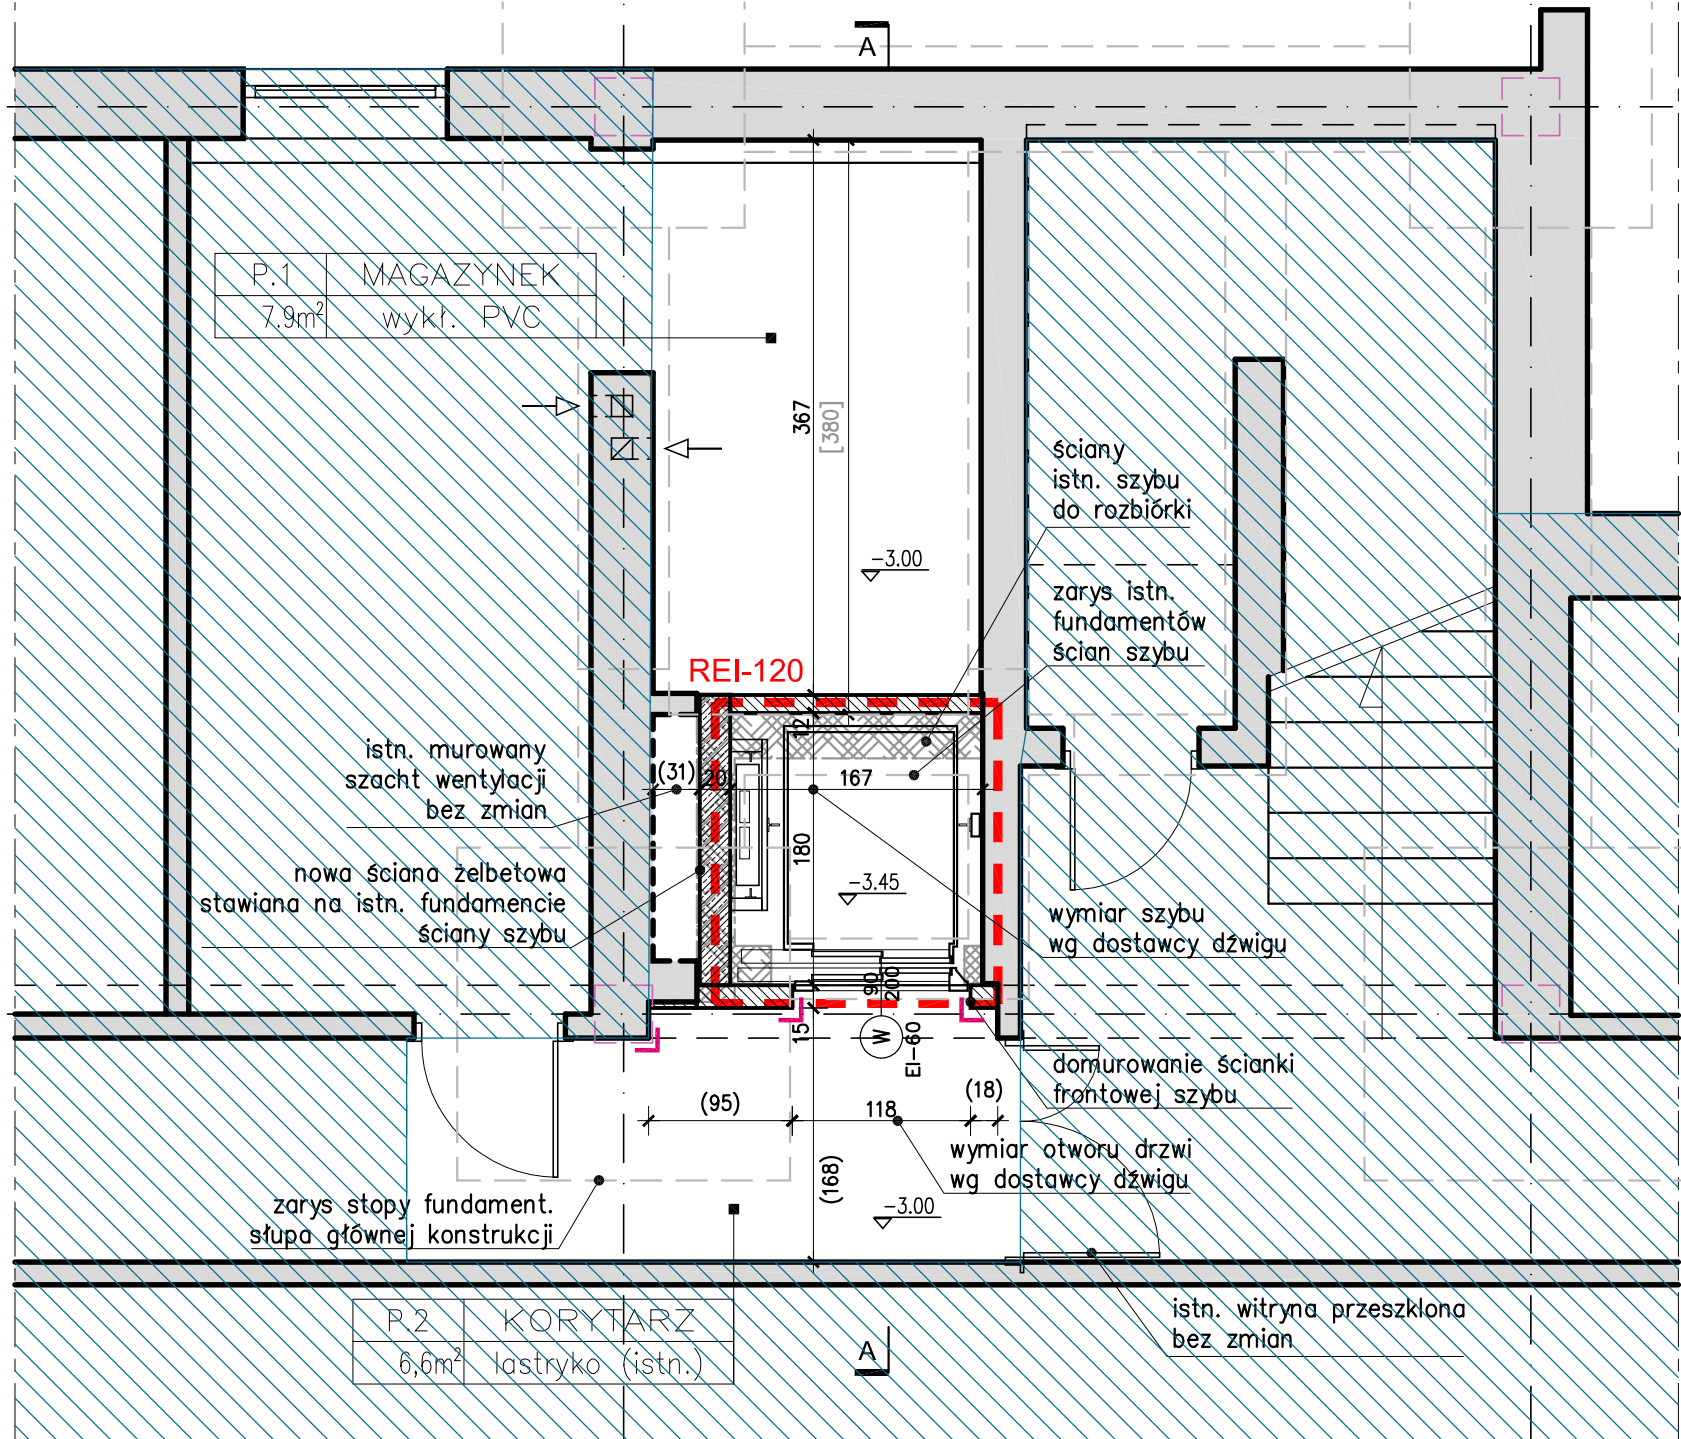 A
P.1 MAGAZYNEK
7.9m² wykł. PVC
367
[380]
ściany
istn. szybu
do rozbiórki
-3.00
zarys istn.
fundamentów
ścian szybu
REI-120
12
istn. murowany
szacht wentylacji
bez zmian
(31)
20
167
180
-3.45
nowa ściana żelbetowa
stawiana na istn. fundamencie
ściany szybu
wymiar szybu
wg dostawcy dźwigu
90
200
15
W
EI-60
domurowanie ścianki
frontowej szybu
(95)
118
(18)
wymiar otworu drzwi
wg dostawcy dźwigu
(168)
-3.00
zarys stopy fundament.
słupa głównej konstrukcji
P.2 KORYTARZ
6,6m² lastryko (istn.)
istn. witryna przeszklona
bez zmian
A